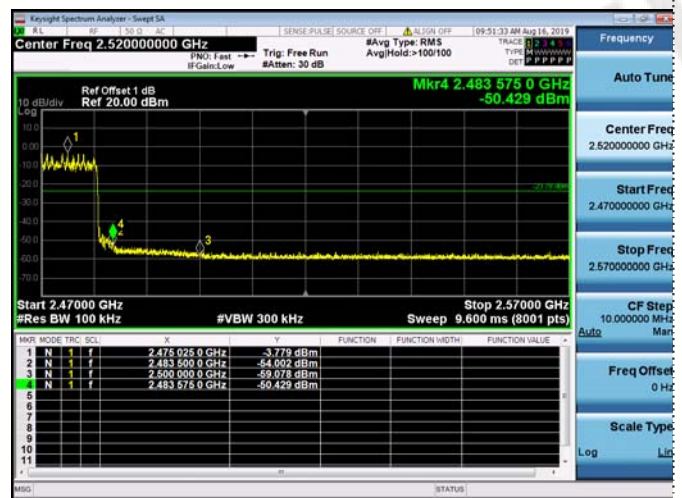 Keysight Spectrum Analyzer - Swept SA
RL RF 50 Ω AC SENSE:PULSE SOURCE OFF ALIGN OFF 09:51:33 AM Aug 16, 2019
Center Freq 2.520000000 GHz
PNO: Fast
IFGain:Low
Trig: Free Run
#Atten: 30 dB
#Avg Type: RMS
Avg|Hold:>100/100
TRACE 1 2 3 4 5 6
TYPE M WWWWW
DET P P P P P P
Ref Offset 1 dB
10 dB/div Ref 20.00 dBm
Log
Mkr4 2.483 575 0 GHz
-50.429 dBm
10.0
0.00
-10.0
-20.0
-30.0
-40.0
-50.0
-60.0
-70.0
1
4
2
3
Start 2.47000 GHz Stop 2.57000 GHz
#Res BW 100 kHz #VBW 300 kHz Sweep 9.600 ms (8001 pts)
MKR MODE TRC SCL X Y FUNCTION FUNCTION WIDTH FUNCTION VALUE
1 N 1 f 2.475 025 0 GHz -3.779 dBm
2 N 1 f 2.483 500 0 GHz -54.002 dBm
3 N 1 f 2.500 000 0 GHz -59.078 dBm
4 N 1 f 2.483 575 0 GHz -50.429 dBm
5
6
7
8
9
10
11
MSG STATUS
Frequency
Auto Tune
Center Freq
2.520000000 GHz
Start Freq
2.470000000 GHz
Stop Freq
2.570000000 GHz
CF Step
10.000000 MHz
Auto Man
Freq Offset
0 Hz
Scale Type
Log Lin